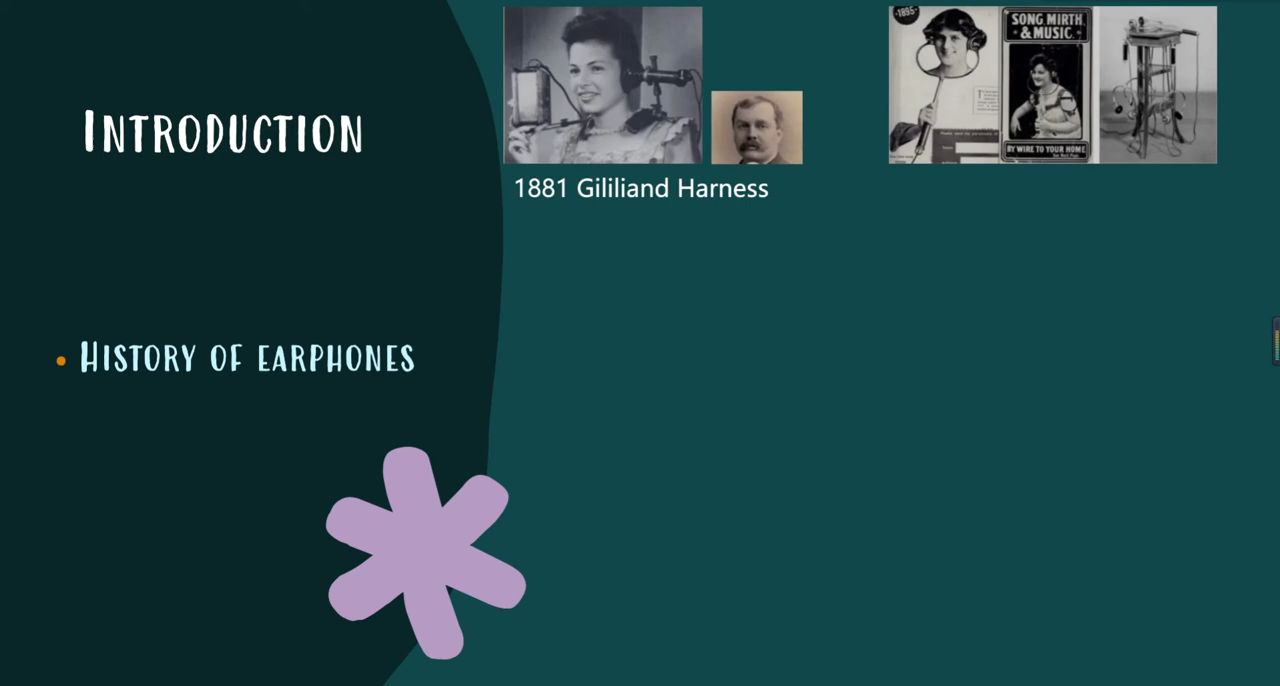 INTRODUCTION
1881 Gililiand Harness
-1895-
SONG MIRTH
& MUSIC.
BY WIRE TO YOUR HOME
HISTORY OF EARPHONES